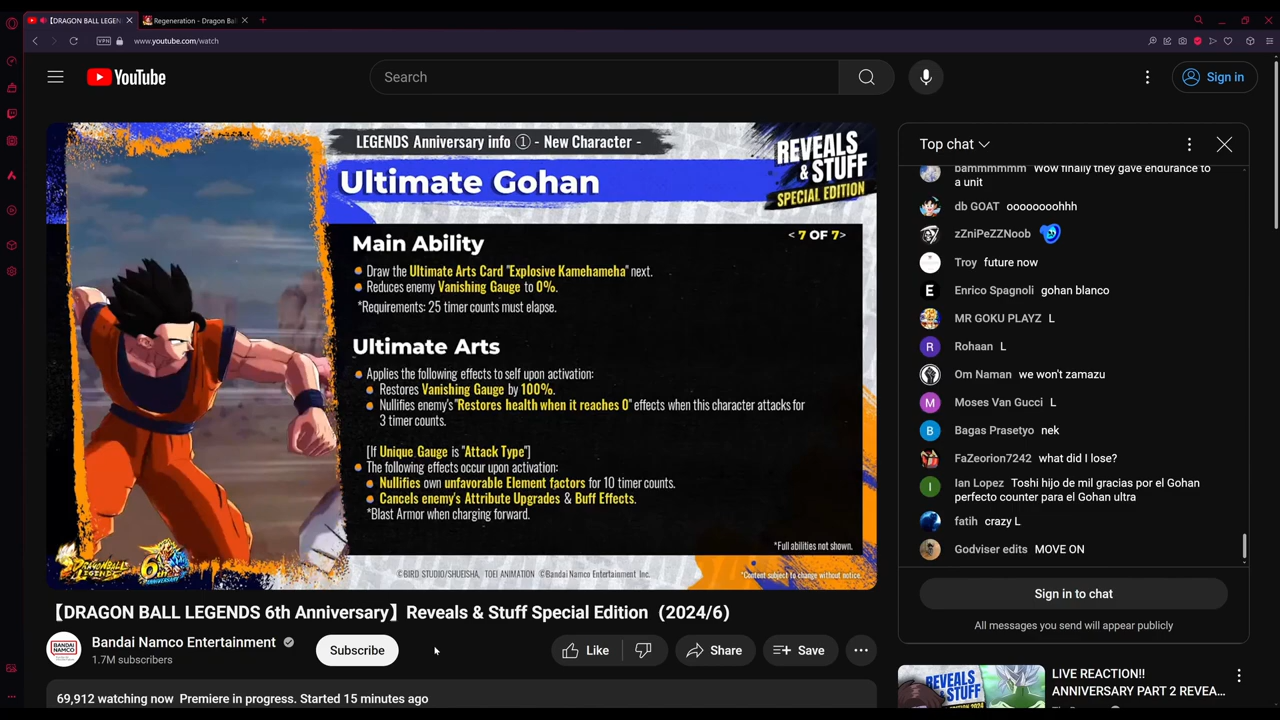 【DRAGON BALL LEGEN
Regeneration - Dragon Bal
VPN
www.youtube.com/watch
YouTube
Search
Sign in
LEGENDS Anniversary info ① - New Character -
REVEALS
& STUFF
SPECIAL EDITION
Ultimate Gohan
< 7 OF 7>
Main Ability
Draw the Ultimate Arts Card "Explosive Kamehameha" next.
Reduces enemy Vanishing Gauge to 0%.
*Requirements: 25 timer counts must elapse.
Ultimate Arts
Applies the following effects to self upon activation:
Restores Vanishing Gauge by 100%.
Nullifies enemy's "Restores health when it reaches 0" effects when this character attacks for
3 timer counts.
[If Unique Gauge is "Attack Type"]
The following effects occur upon activation:
Nullifies own unfavorable Element factors for 10 timer counts.
Cancels enemy's Attribute Upgrades & Buff Effects.
*Blast Armor when charging forward.
*Full abilities not shown.
DRAGON BALL
LEGENDS
6th
ANNIVERSARY
©BIRD STUDIO/SHUEISHA, TOEI ANIMATION ©Bandai Namco Entertainment Inc.
*Content subject to change without notice.
【DRAGON BALL LEGENDS 6th Anniversary】Reveals & Stuff Special Edition（2024/6）
BANDAI
NAMCO
Bandai Namco Entertainment
1.7M subscribers
Subscribe
Like
Share
Save
69,912 watching now Premiere in progress. Started 15 minutes ago
Top chat
bammmmmm Wow finally they gave endurance to
a unit
db GOAT oooooooohhh
zZniPeZZNoob
Troy future now
E
Enrico Spagnoli gohan blanco
MR GOKU PLAYZ L
R
Rohaan L
Om Naman we won't zamazu
M
Moses Van Gucci L
B
Bagas Prasetyo nek
FaZeorion7242 what did I lose?
I
Ian Lopez Toshi hijo de mil gracias por el Gohan
perfecto counter para el Gohan ultra
fatih crazy L
Godviser edits MOVE ON
Sign in to chat
All messages you send will appear publicly
REVEALS
& STUFF
LIVE REACTION!!
ANNIVERSARY PART 2 REVEA...